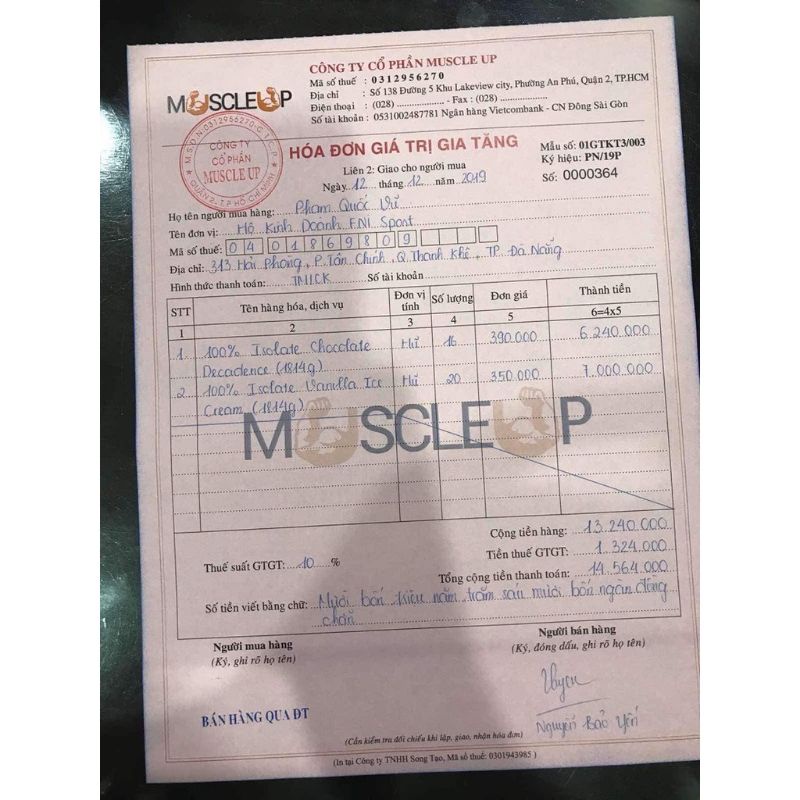 CÔNG TY CỔ PHẦN MUSCLE UP
Mã số thuế : 0312956270
Địa chỉ : Số 138 Đường 5 Khu Lakeview city, Phường An Phú, Quận 2, TP.HCM
Điện thoại : (028) .................... - Fax : (028) ....................
Số tài khoản : 0531002487781 Ngân hàng Vietcombank - CN Đông Sài Gòn
MUSCLEUP
M.S.D.N:0312956270-C.T.C.P
CÔNG TY
CỔ PHẦN
MUSCLE UP
QUẬN 2, T.P HỒ CHÍ MINH
HÓA ĐƠN GIÁ TRỊ GIA TĂNG
Liên 2: Giao cho người mua
Ngày 12 tháng 12 năm 2019
Mẫu số: 01GTKT3/003
Ký hiệu: PN/19P
Số: 0000364
Họ tên người mua hàng: Phạm Quốc Vũ
Tên đơn vị: Hộ Kinh Doanh FNI Sport
Mã số thuế: 04 01869809
Địa chỉ: 313 Hải Phòng, P. Tân Chính, Q. Thanh Khê, TP Đà Nẵng
Hình thức thanh toán: TM/CK Số tài khoản
STT Tên hàng hóa, dịch vụ Đơn vị tính Số lượng Đơn giá Thành tiền
1 2 3 4 5 6=4x5
1 100% Isolate Chocolate Hũ 16 390.000 6.240.000
Decadence (1814g)
2 100% Isolate Vanilla Ice Hũ 20 350.000 7.000.000
Cream (1814g)
MUSCLEUP
Cộng tiền hàng: 13.240.000
Thuế suất GTGT: 10 % Tiền thuế GTGT: 1.324.000
Tổng cộng tiền thanh toán: 14.564.000
Số tiền viết bằng chữ: Mười bốn triệu năm trăm sáu mươi bốn ngàn đồng
chẵn
Người mua hàng
(Ký, ghi rõ họ tên)
Người bán hàng
(Ký, đóng dấu, ghi rõ họ tên)
BÁN HÀNG QUA ĐT
Nguyễn Bảo Yến
(Cần kiểm tra đối chiếu khi lập, giao, nhận hóa đơn)
(In tại Công ty TNHH Song Tạo, Mã số thuế: 0301943985)